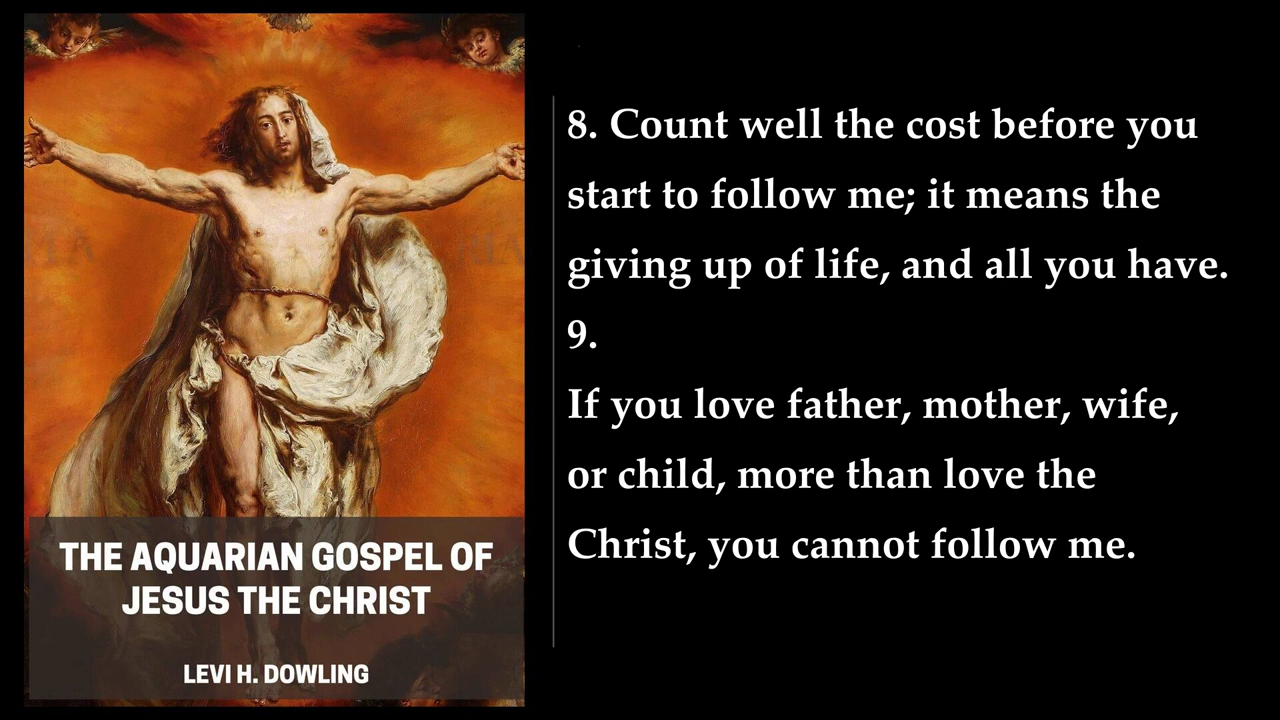 THE AQUARIAN GOSPEL OF
JESUS THE CHRIST
LEVI H. DOWLING
8. Count well the cost before you
start to follow me; it means the
giving up of life, and all you have.
9.
If you love father, mother, wife,
or child, more than love the
Christ, you cannot follow me.